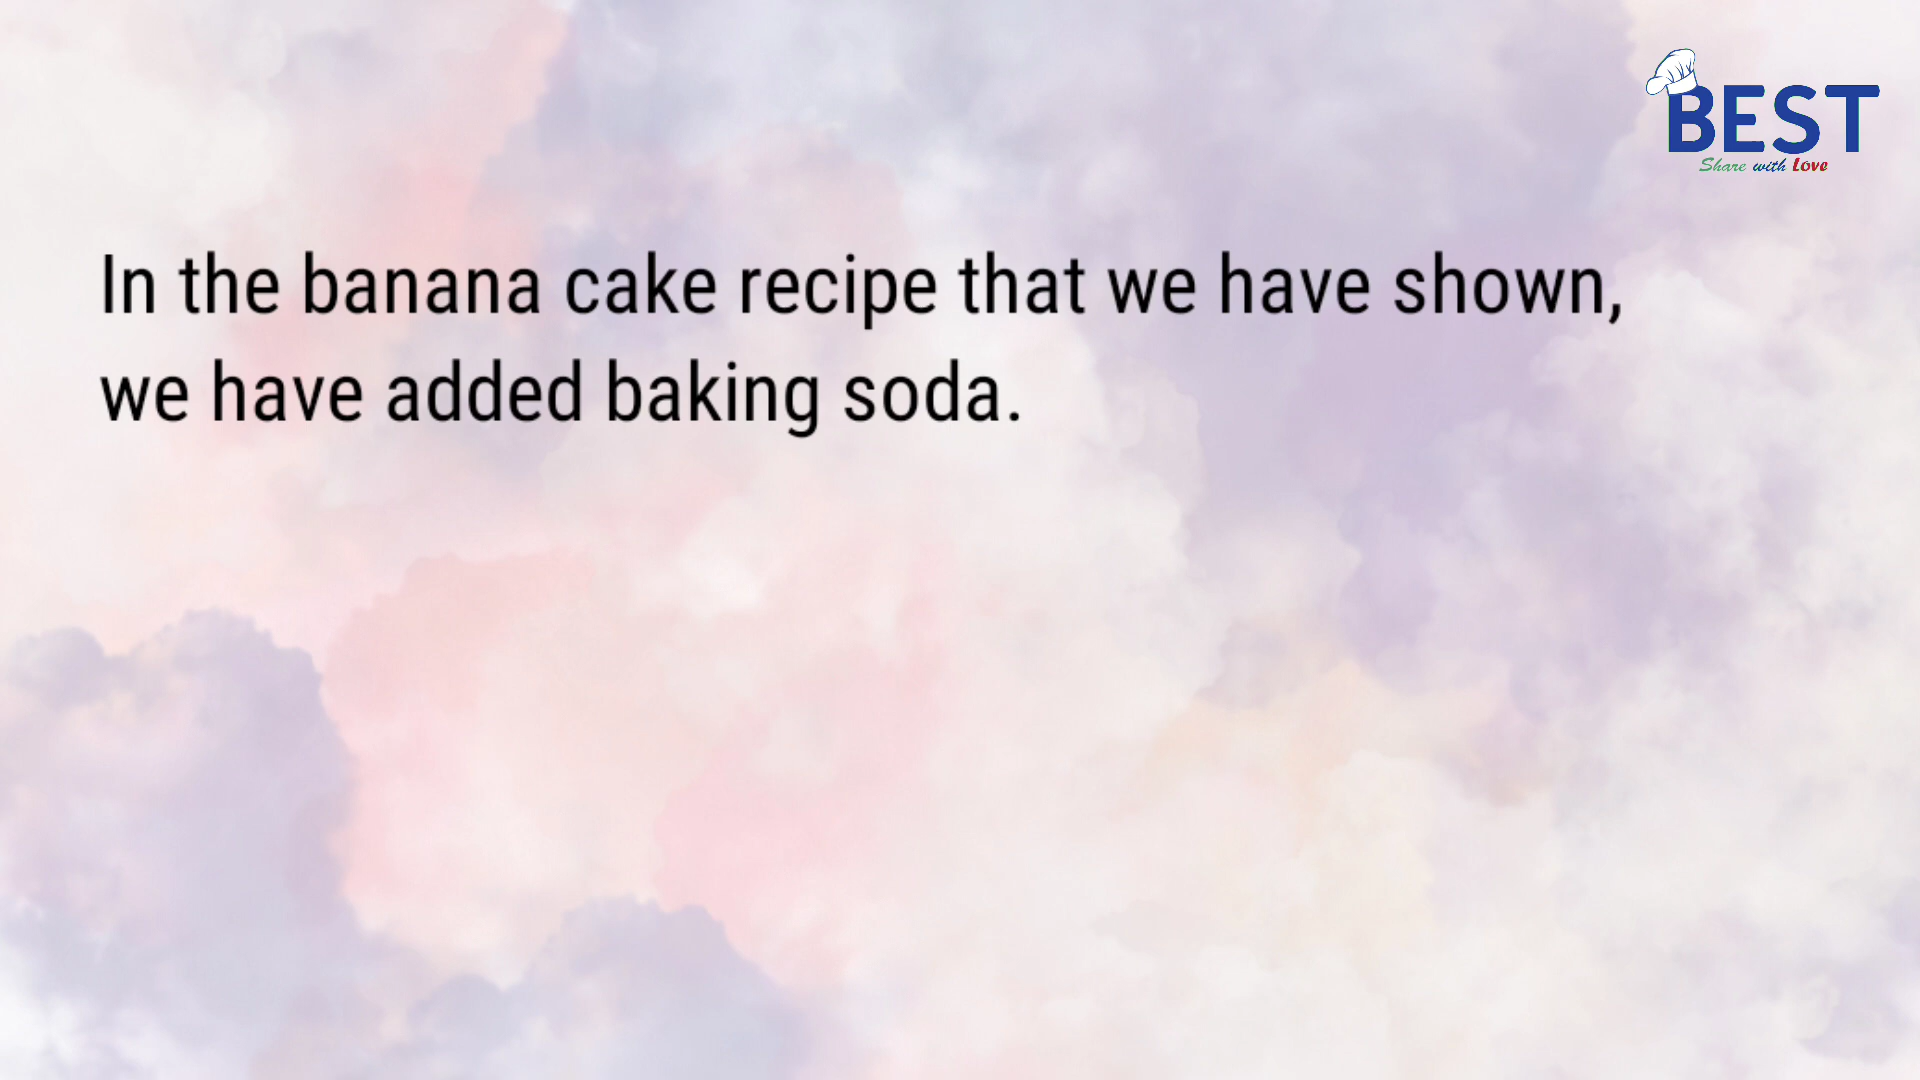 BEST
Share with Love
In the banana cake recipe that we have shown,
we have added baking soda.